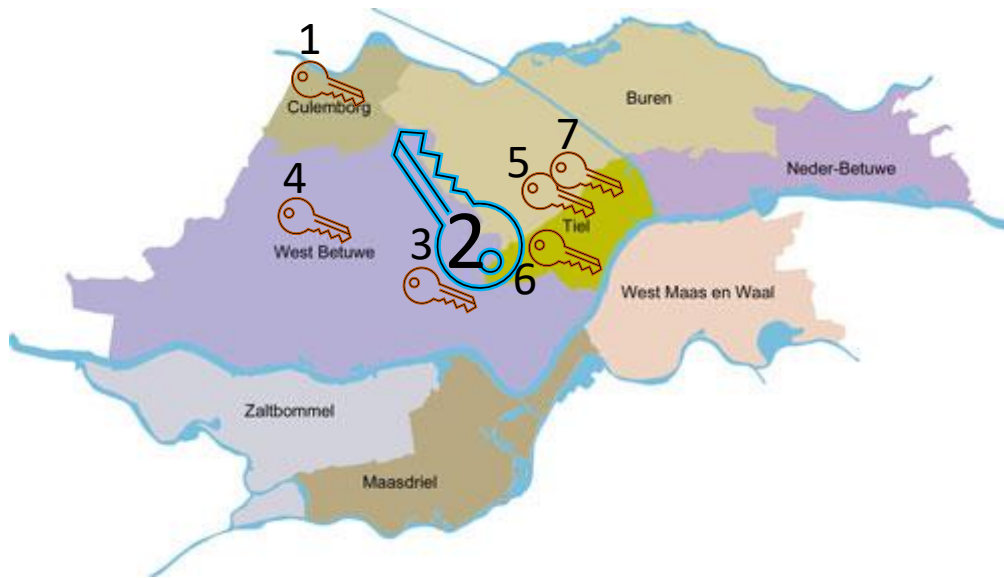 1
Culemborg
Buren
7
5
Neder-Betuwe
4
Tiel
2
3
West Betuwe
6
West Maas en Waal
Zaltbommel
Maasdriel